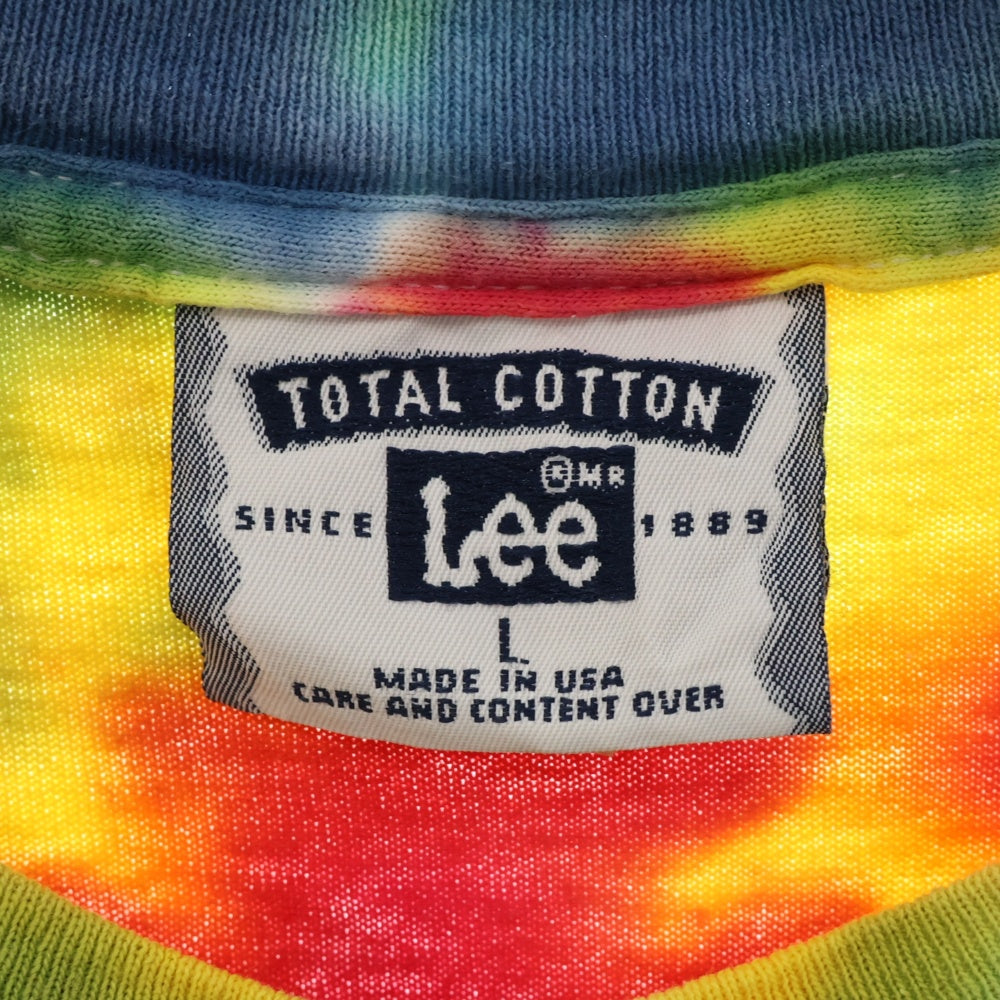 TOTAL COTTON
® MR
SINCE Lee 1889
L
MADE IN USA
CARE AND CONTENT OVER